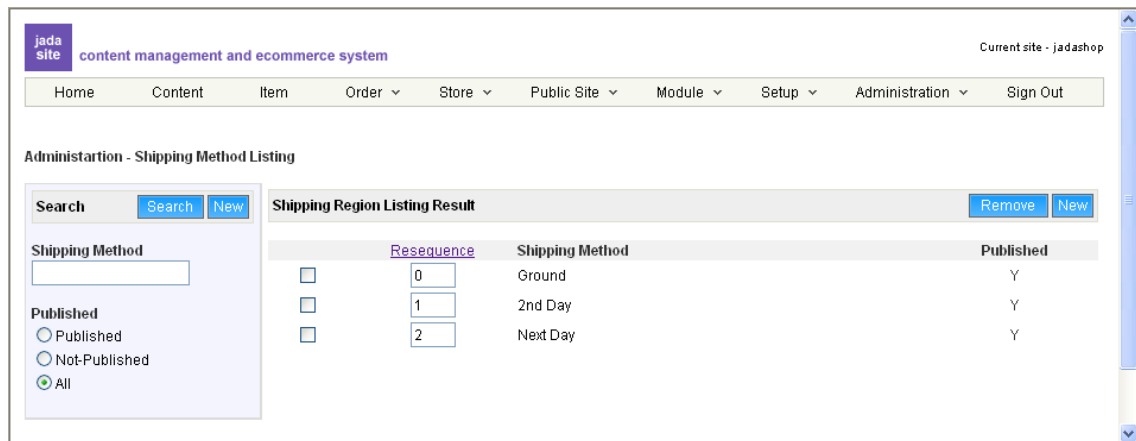 jada
site
content management and ecommerce system
Current site - jadashop
Home Content Item Order Store Public Site Module Setup Administration Sign Out
Administartion - Shipping Method Listing
Search Search New
Shipping Region Listing Result Remove New
Shipping Method
Resequence Shipping Method Published
0 Ground Y
1 2nd Day Y
2 Next Day Y
Published
Published
Not-Published
All